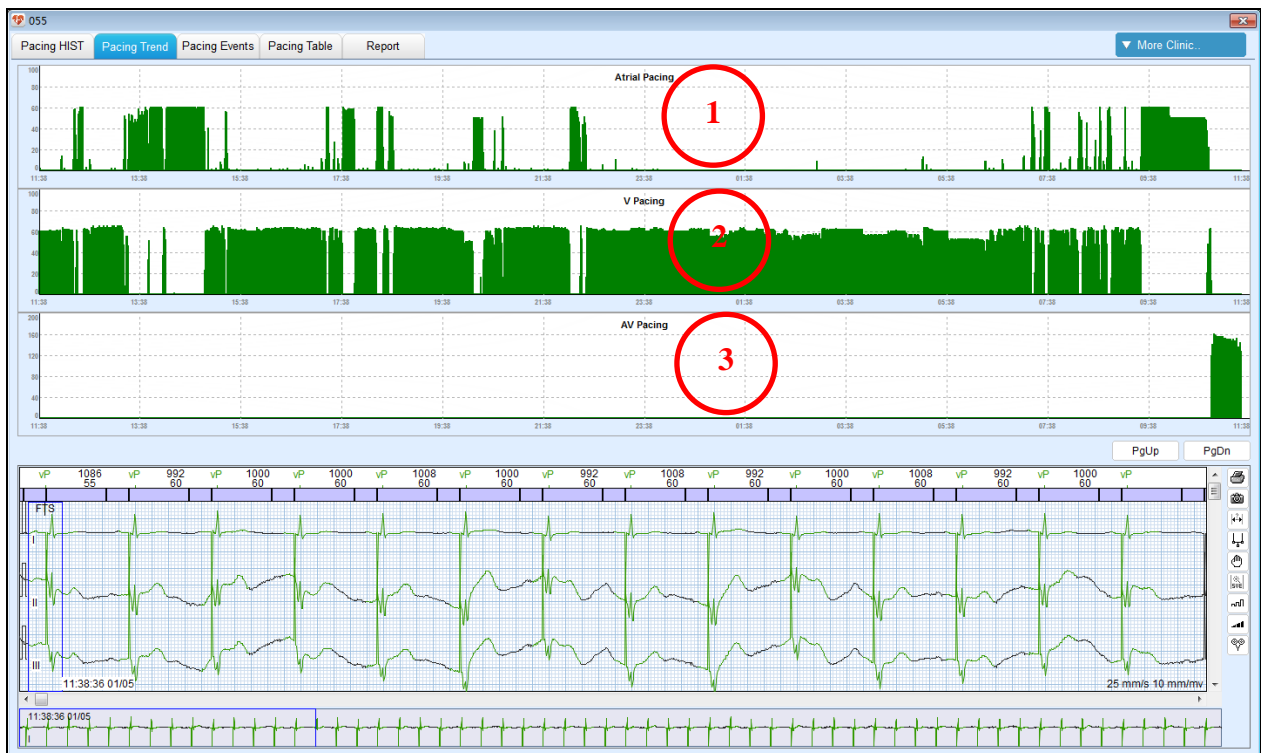 055
Pacing HIST Pacing Trend Pacing Events Pacing Table Report ▼ More Clinic..
Atrial Pacing
100
80
60
40
20
0
11:38 13:38 15:38 17:38 19:38 21:38 23:38 01:38 03:38 05:38 07:38 09:38 11:38
1
V Pacing
100
80
60
40
20
0
11:38 13:38 15:38 17:38 19:38 21:38 23:38 01:38 03:38 05:38 07:38 09:38 11:38
2
AV Pacing
200
160
120
80
40
0
11:38 13:38 15:38 17:38 19:38 21:38 23:38 01:38 03:38 05:38 07:38 09:38 11:38
3
PgUp PgDn
vP 1086 vP 992 vP 1000 vP 1000 vP 1008 vP 1000 vP 992 vP 1008 vP 992 vP 1000 vP 1008 vP 992 vP 1000 vP
55 60 60 60 60 60 60 60 60 60 60 60 60
FTS
I
II
III
11:38:36 01/05 25 mm/s 10 mm/mv
11:38:36 01/05
I